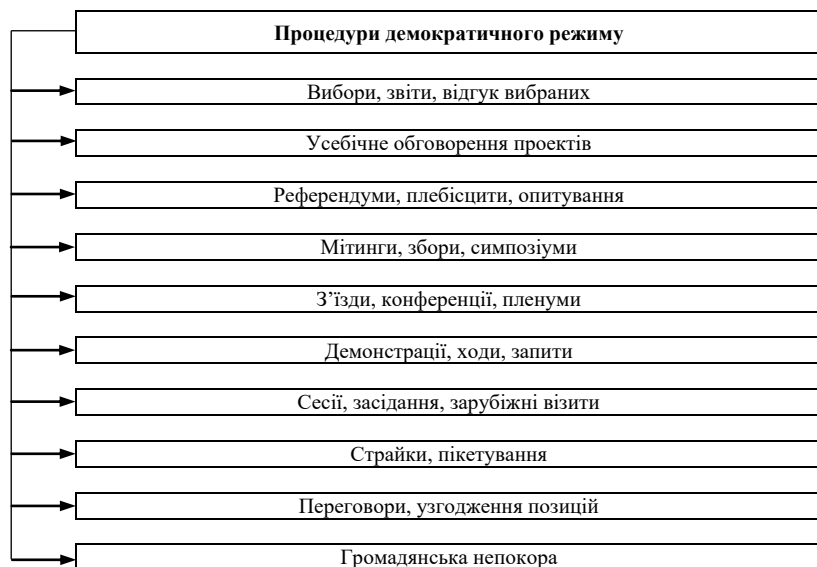 Процедури демократичного режиму
Вибори, звіти, відгук вибраних
Усебічне обговорення проектів
Референдуми, плебісцити, опитування
Мітинги, збори, симпозіуми
З’їзди, конференції, пленуми
Демонстрації, ходи, запити
Сесії, засідання, зарубіжні візити
Страйки, пікетування
Переговори, узгодження позицій
Громадянська непокора